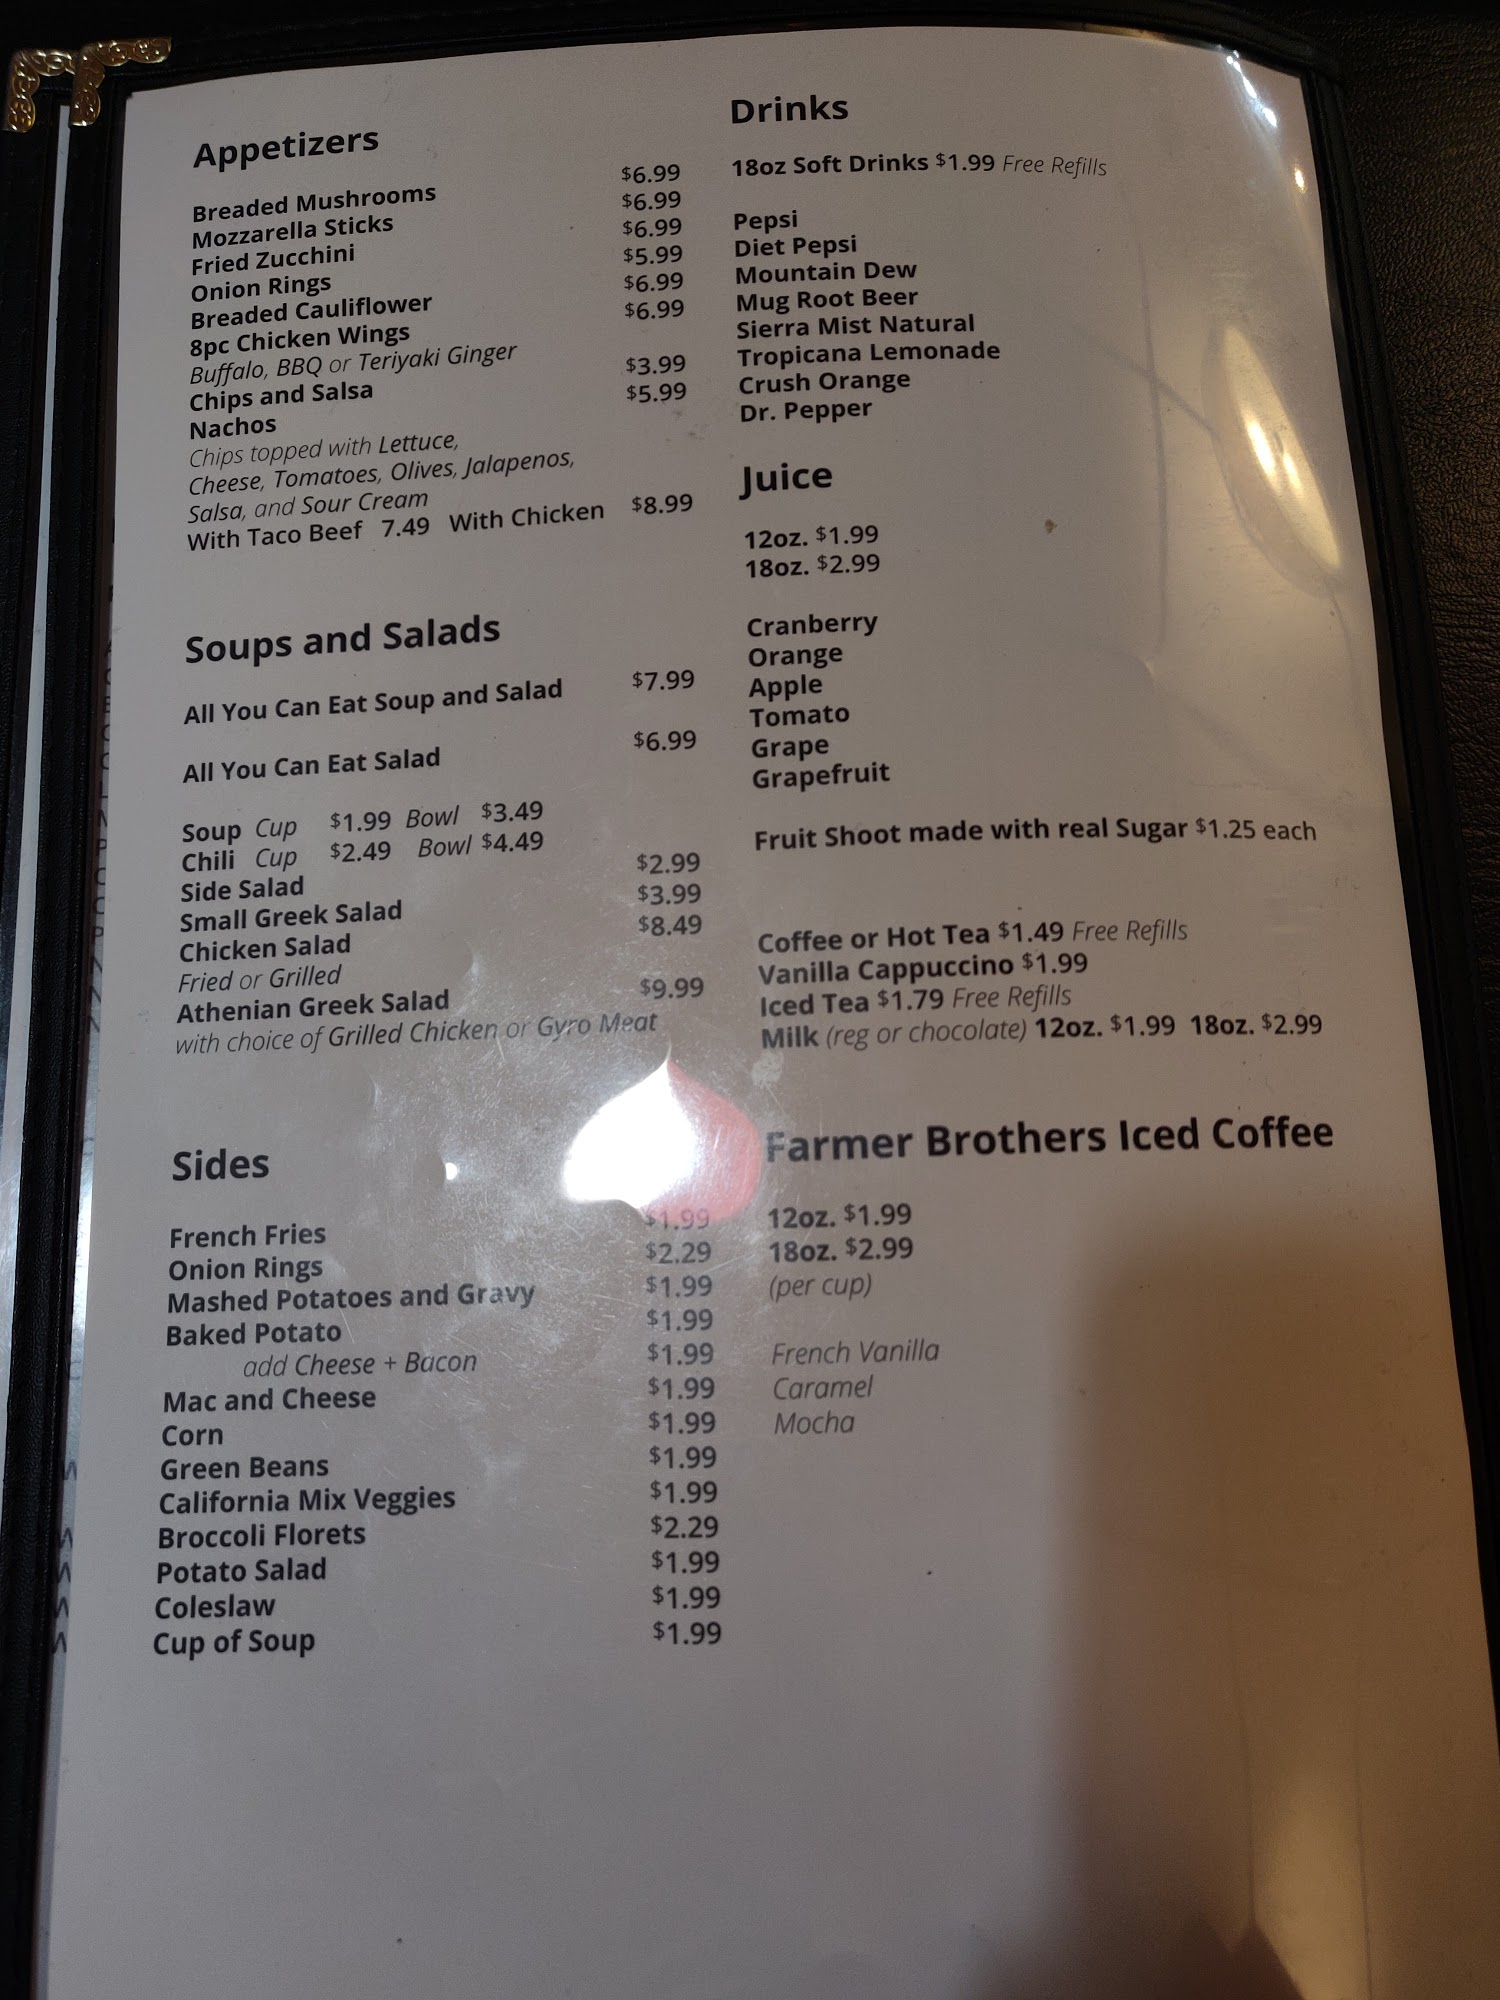 Appetizers
Breaded Mushrooms $6.99
Mozzarella Sticks $6.99
Fried Zucchini $6.99
Onion Rings $5.99
Breaded Cauliflower $6.99
8pc Chicken Wings $6.99
Buffalo, BBQ or Teriyaki Ginger
Chips and Salsa $3.99
Nachos $5.99
Chips topped with Lettuce,
Cheese, Tomatoes, Olives, Jalapenos,
Salsa, and Sour Cream
With Taco Beef 7.49 With Chicken $8.99
Soups and Salads
All You Can Eat Soup and Salad $7.99
All You Can Eat Salad $6.99
Soup Cup $1.99 Bowl $3.49
Chili Cup $2.49 Bowl $4.49
Side Salad $2.99
Small Greek Salad $3.99
Chicken Salad $8.49
Fried or Grilled
Athenian Greek Salad $9.99
with choice of Grilled Chicken or Gyro Meat
Sides
French Fries $1.99
Onion Rings $2.29
Mashed Potatoes and Gravy $1.99
Baked Potato $1.99
add Cheese + Bacon $1.99
Mac and Cheese $1.99
Corn $1.99
Green Beans $1.99
California Mix Veggies $1.99
Broccoli Florets $2.29
Potato Salad $1.99
Coleslaw $1.99
Cup of Soup $1.99
Drinks
18oz Soft Drinks $1.99 Free Refills
Pepsi
Diet Pepsi
Mountain Dew
Mug Root Beer
Sierra Mist Natural
Tropicana Lemonade
Crush Orange
Dr. Pepper
Juice
12oz. $1.99
18oz. $2.99
Cranberry
Orange
Apple
Tomato
Grape
Grapefruit
Fruit Shoot made with real Sugar $1.25 each
Coffee or Hot Tea $1.49 Free Refills
Vanilla Cappuccino $1.99
Iced Tea $1.79 Free Refills
Milk (reg or chocolate) 12oz. $1.99 18oz. $2.99
Farmer Brothers Iced Coffee
12oz. $1.99
18oz. $2.99
(per cup)
French Vanilla
Caramel
Mocha